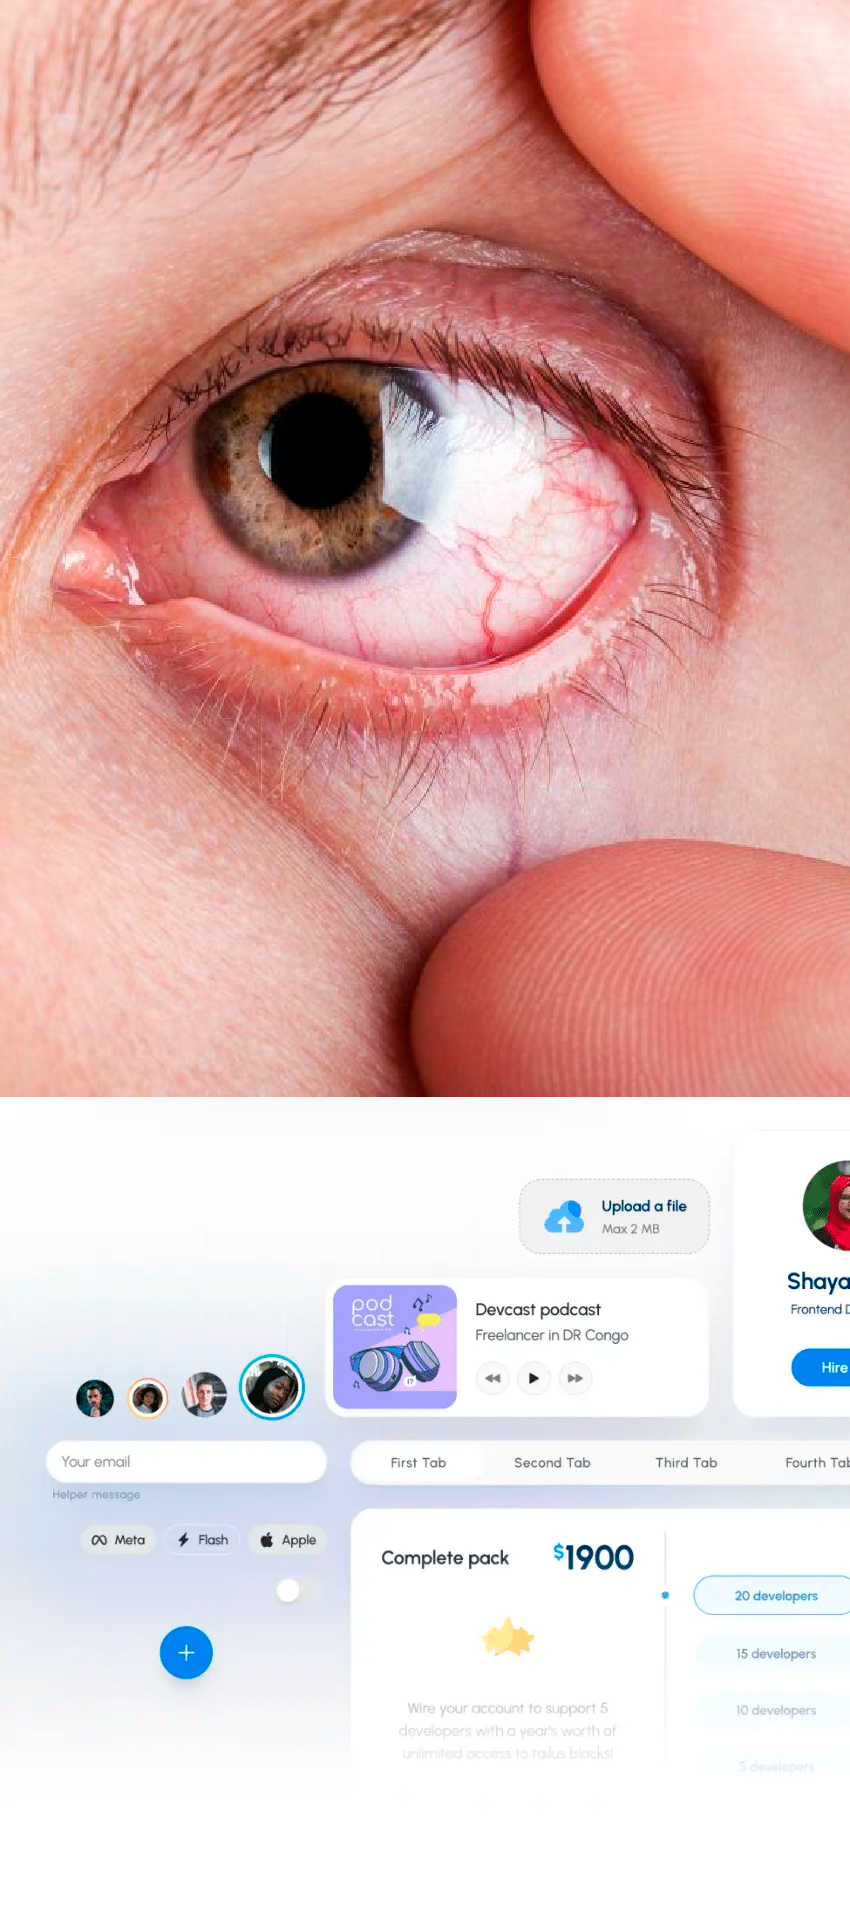 Upload a file
Max 2 MB
Shaya
Frontend D
Hire
pod
cast
Devcast podcast
Freelancer in DR Congo
17
Your email
Helper message
First Tab
Second Tab
Third Tab
Fourth Tab
Meta
Flash
Apple
Complete pack
$1900
20 developers
15 developers
10 developers
5 developers
Wire your account to support 5
developers with a year's worth of
unlimited access to tailus blocks!